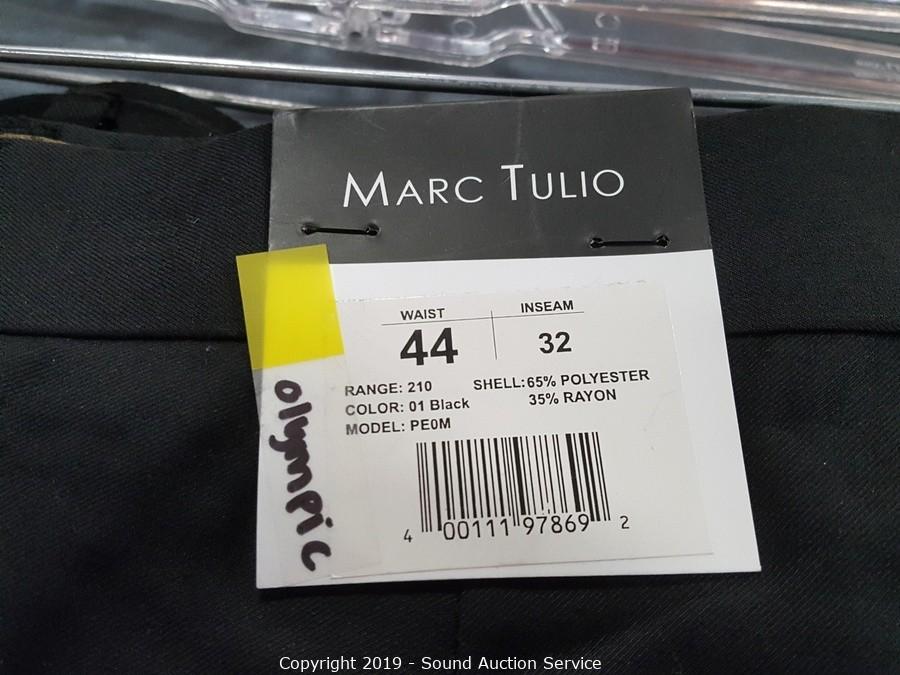 MARC TULIO
WAIST INSEAM
44 32
RANGE: 210 SHELL: 65% POLYESTER
COLOR: 01 Black 35% RAYON
MODEL: PE0M
4 00111 97869 2
olympic
Copyright 2019 - Sound Auction Service